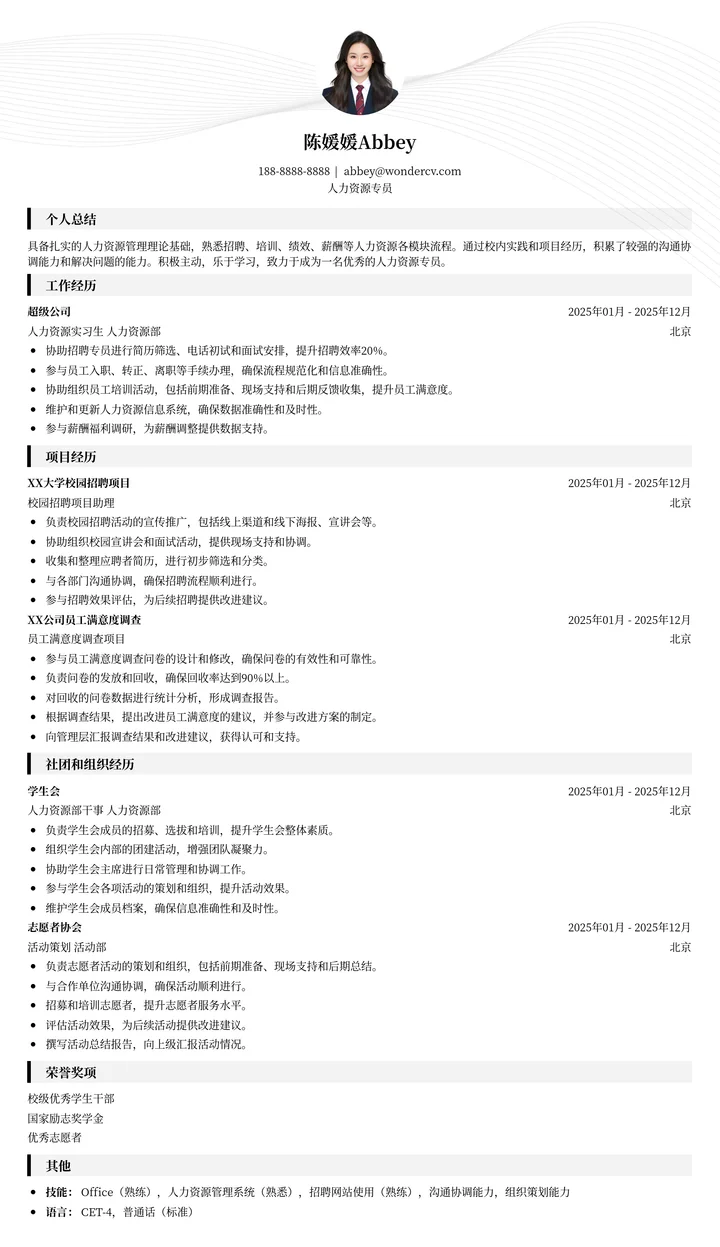 陈媛媛Abbey
188-8888-8888 | abbey@wondercv.com
人力资源专员
个人总结
具备扎实的人力资源管理理论基础，熟悉招聘、培训、绩效、薪酬等人力资源各模块流程。通过校内实践和项目经历，积累了较强的沟通协
调能力和解决问题的能力。积极主动，乐于学习，致力于成为一名优秀的人力资源专员。
工作经历
超级公司 2025年01月 - 2025年12月
人力资源实习生 人力资源部 北京
• 协助招聘专员进行简历筛选、电话初试和面试安排，提升招聘效率20%。
• 参与员工入职、转正、离职等手续办理，确保流程规范化和信息准确性。
• 协助组织员工培训活动，包括前期准备、现场支持和后期反馈收集，提升员工满意度。
• 维护和更新人力资源信息系统，确保数据准确性和及时性。
• 参与薪酬福利调研，为薪酬调整提供数据支持。
项目经历
XX大学校园招聘项目 2025年01月 - 2025年12月
校园招聘项目助理 北京
• 负责校园招聘活动的宣传推广，包括线上渠道和线下海报、宣讲会等。
• 协助组织校园宣讲会和面试活动，提供现场支持和协调。
• 收集和整理应聘者简历，进行初步筛选和分类。
• 与各部门沟通协调，确保招聘流程顺利进行。
• 参与招聘效果评估，为后续招聘提供改进建议。
XX公司员工满意度调查 2025年01月 - 2025年12月
员工满意度调查项目 北京
• 参与员工满意度调查问卷的设计和修改，确保问卷的有效性和可靠性。
• 负责问卷的发放和回收，确保回收率达到90%以上。
• 对回收的问卷数据进行统计分析，形成调查报告。
• 根据调查结果，提出改进员工满意度的建议，并参与改进方案的制定。
• 向管理层汇报调查结果和改进建议，获得认可和支持。
社团和组织经历
学生会 2025年01月 - 2025年12月
人力资源部干事 人力资源部 北京
• 负责学生会成员的招募、选拔和培训，提升学生会整体素质。
• 组织学生会内部的团建活动，增强团队凝聚力。
• 协助学生会主席进行日常管理和协调工作。
• 参与学生会各项活动的策划和组织，提升活动效果。
• 维护学生会成员档案，确保信息准确性和及时性。
志愿者协会 2025年01月 - 2025年12月
活动策划 活动部 北京
• 负责志愿者活动的策划和组织，包括前期准备、现场支持和后期总结。
• 与合作单位沟通协调，确保活动顺利进行。
• 招募和培训志愿者，提升志愿者服务水平。
• 评估活动效果，为后续活动提供改进建议。
• 撰写活动总结报告，向上级汇报活动情况。
荣誉奖项
校级优秀学生干部
国家励志奖学金
优秀志愿者
其他
• 技能： Office（熟练），人力资源管理系统（熟悉），招聘网站使用（熟练），沟通协调能力，组织策划能力
• 语言： CET-4，普通话（标准）